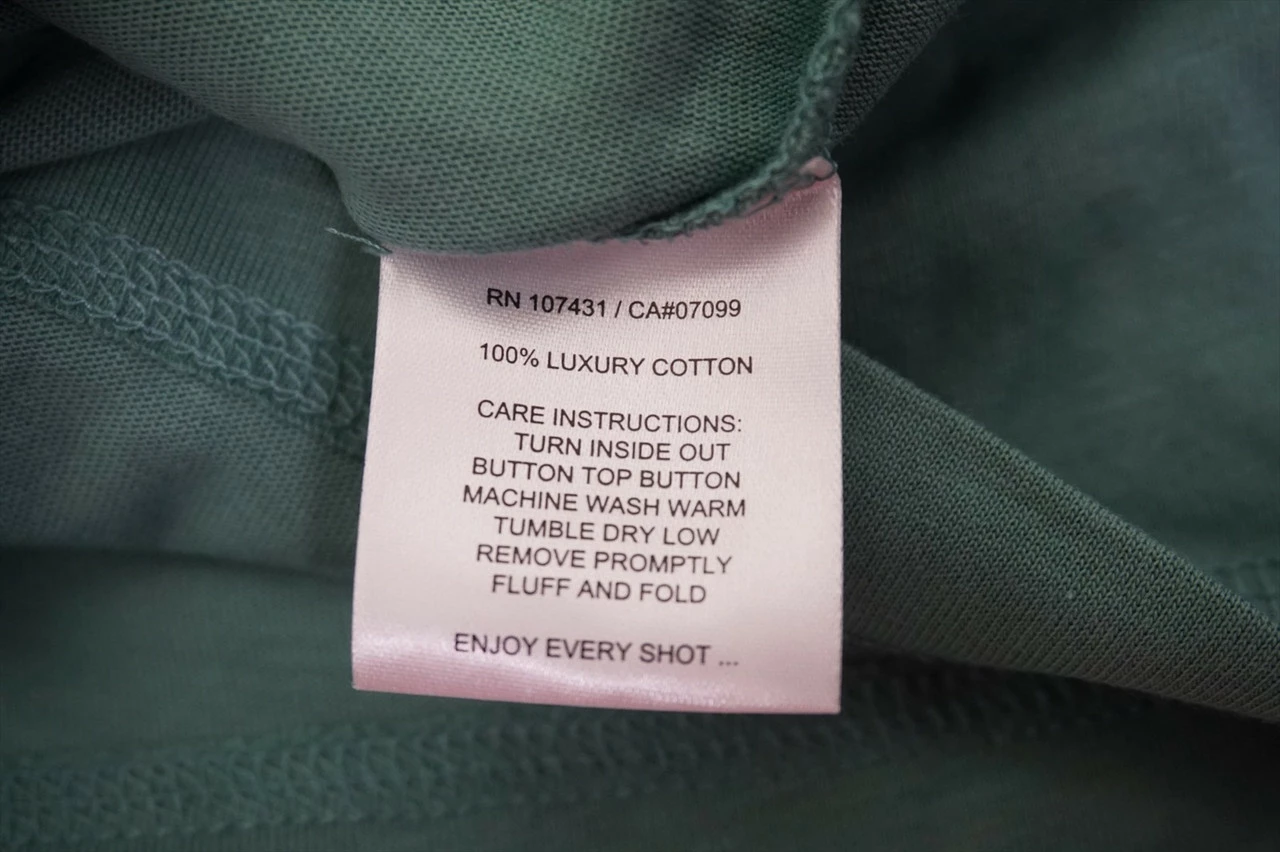 RN 107431 / CA#07099
100% LUXURY COTTON
CARE INSTRUCTIONS:
TURN INSIDE OUT
BUTTON TOP BUTTON
MACHINE WASH WARM
TUMBLE DRY LOW
REMOVE PROMPTLY
FLUFF AND FOLD
ENJOY EVERY SHOT ...